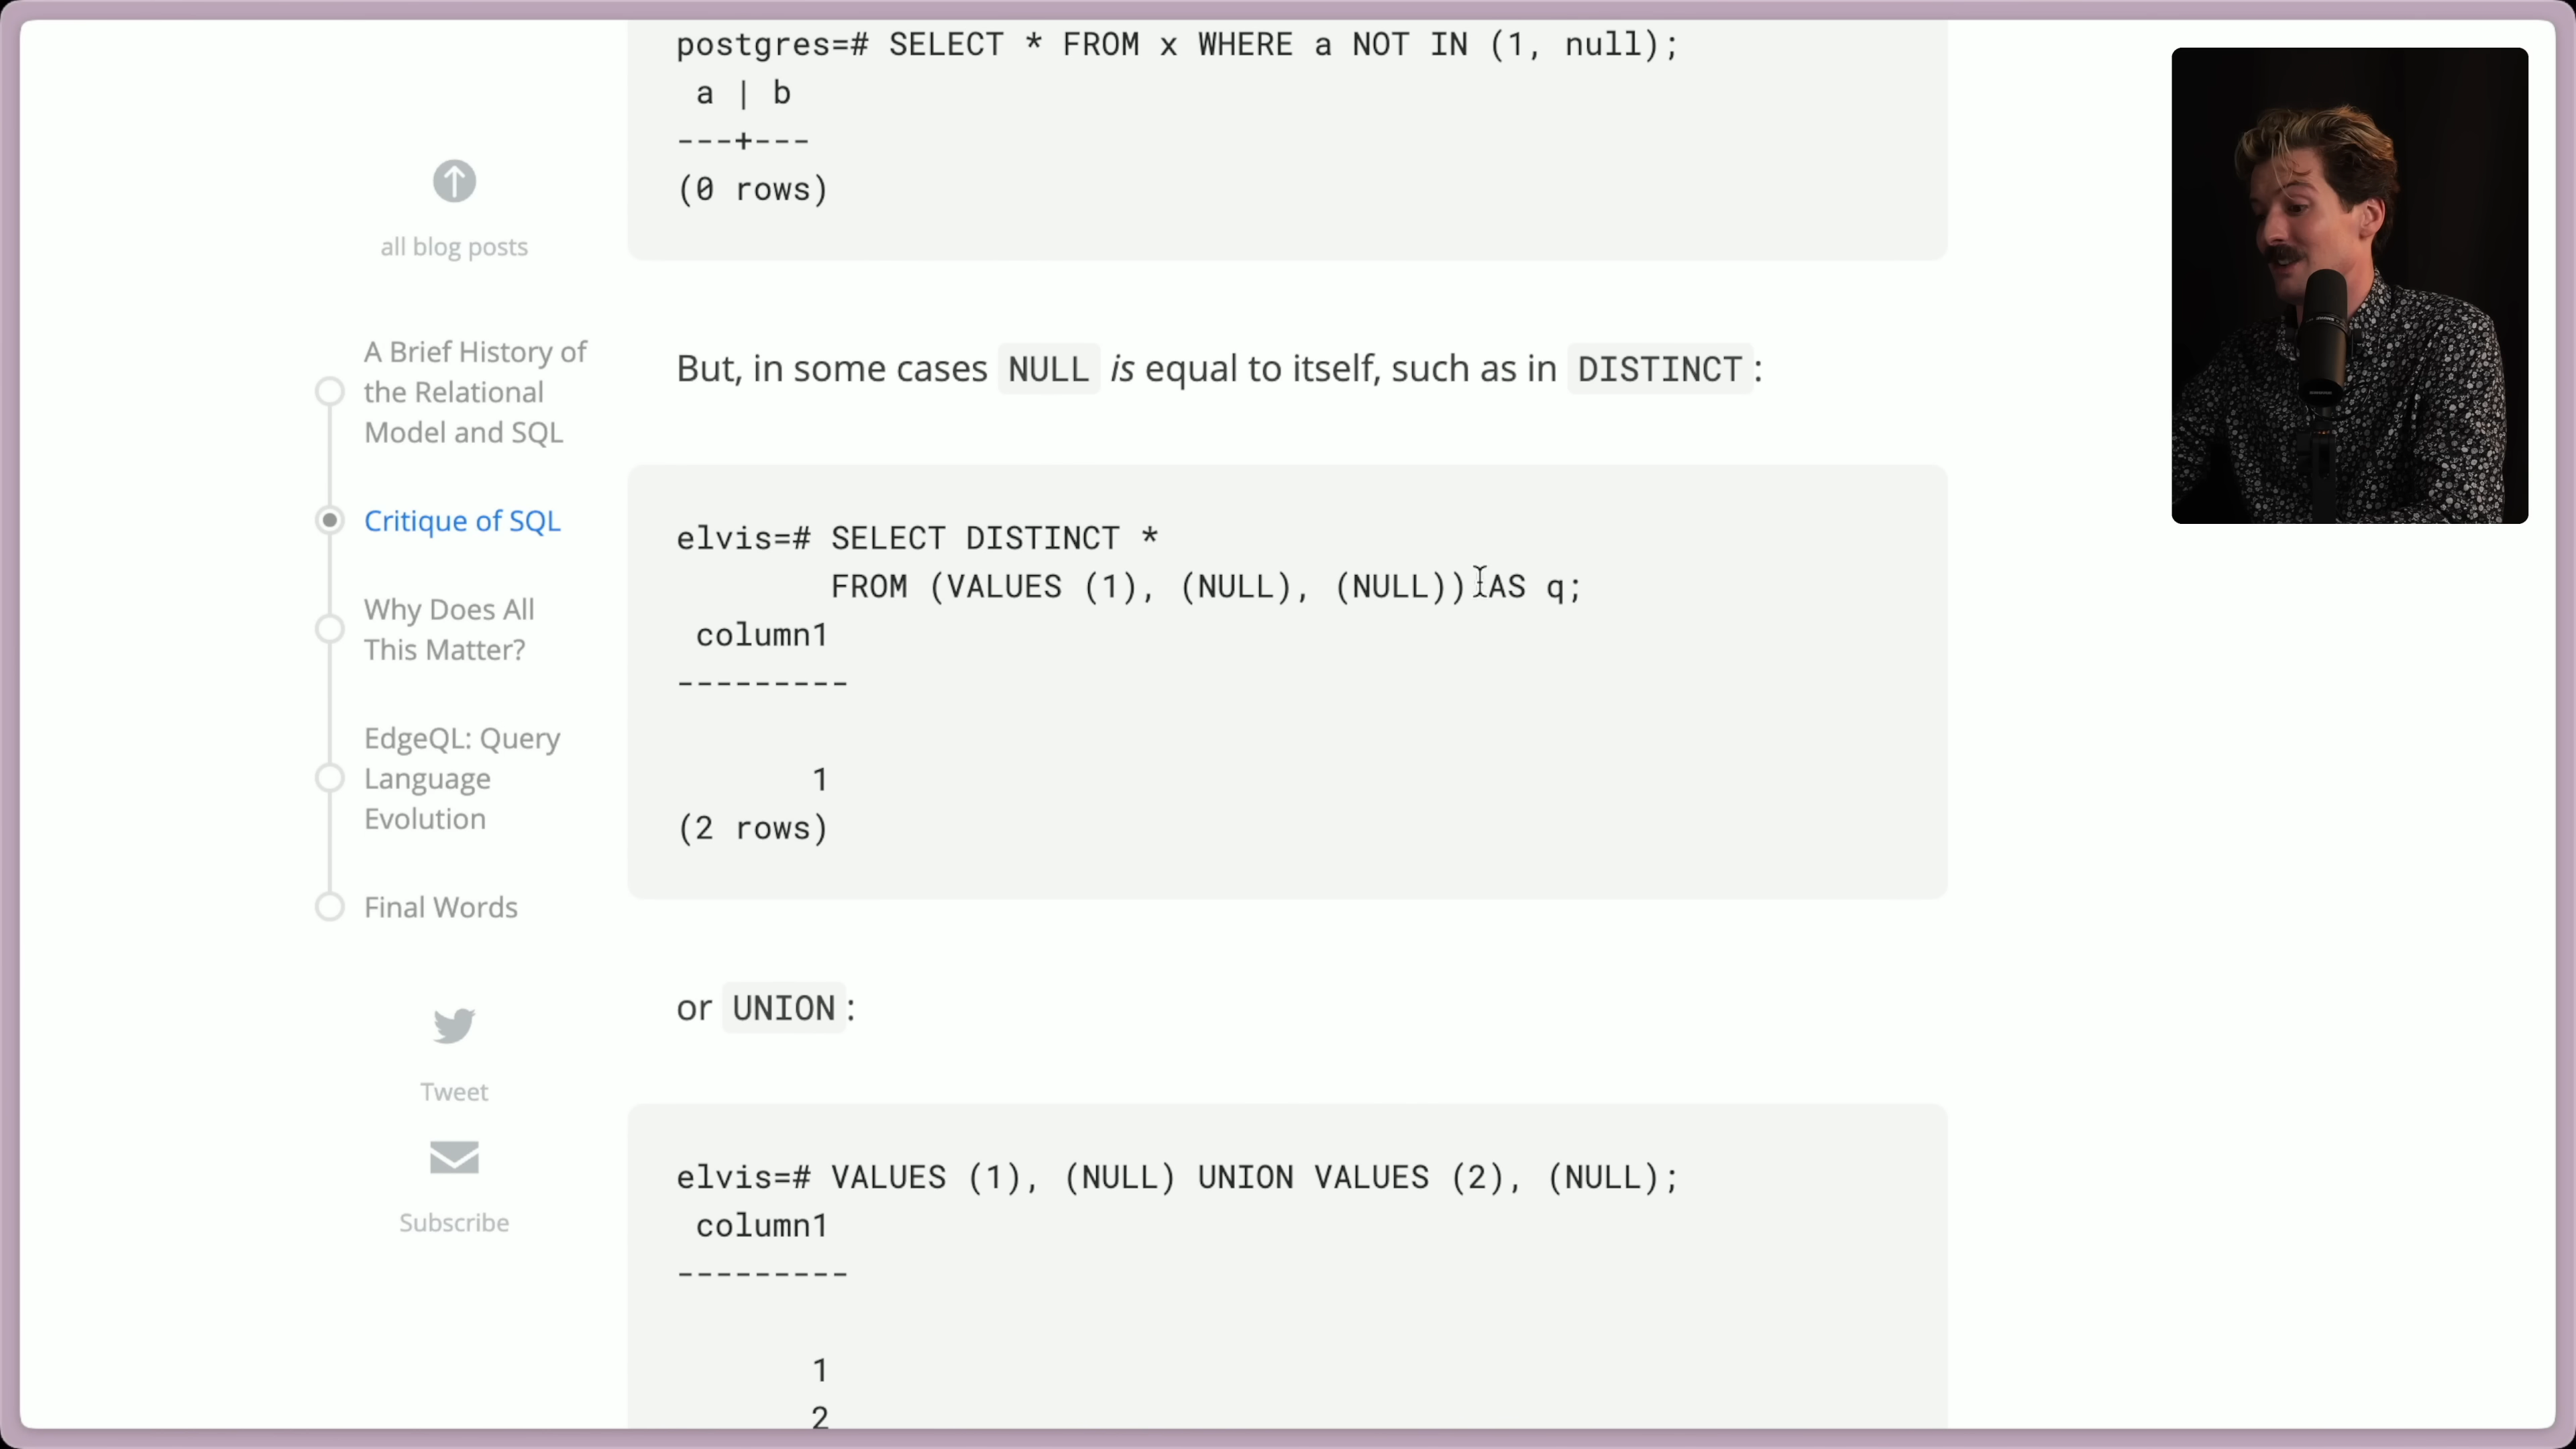 postgres=# SELECT * FROM x WHERE a NOT IN (1, null);
a | b
---+---
(0 rows)
all blog posts
A Brief History of
the Relational
Model and SQL
Critique of SQL
Why Does All
This Matter?
EdgeQL: Query
Language
Evolution
Final Words
Tweet
Subscribe
But, in some cases NULL is equal to itself, such as in DISTINCT:
elvis=# SELECT DISTINCT *
FROM (VALUES (1), (NULL), (NULL)) AS q;
column1
---------
1
(2 rows)
or UNION:
elvis=# VALUES (1), (NULL) UNION VALUES (2), (NULL);
column1
---------
1
2